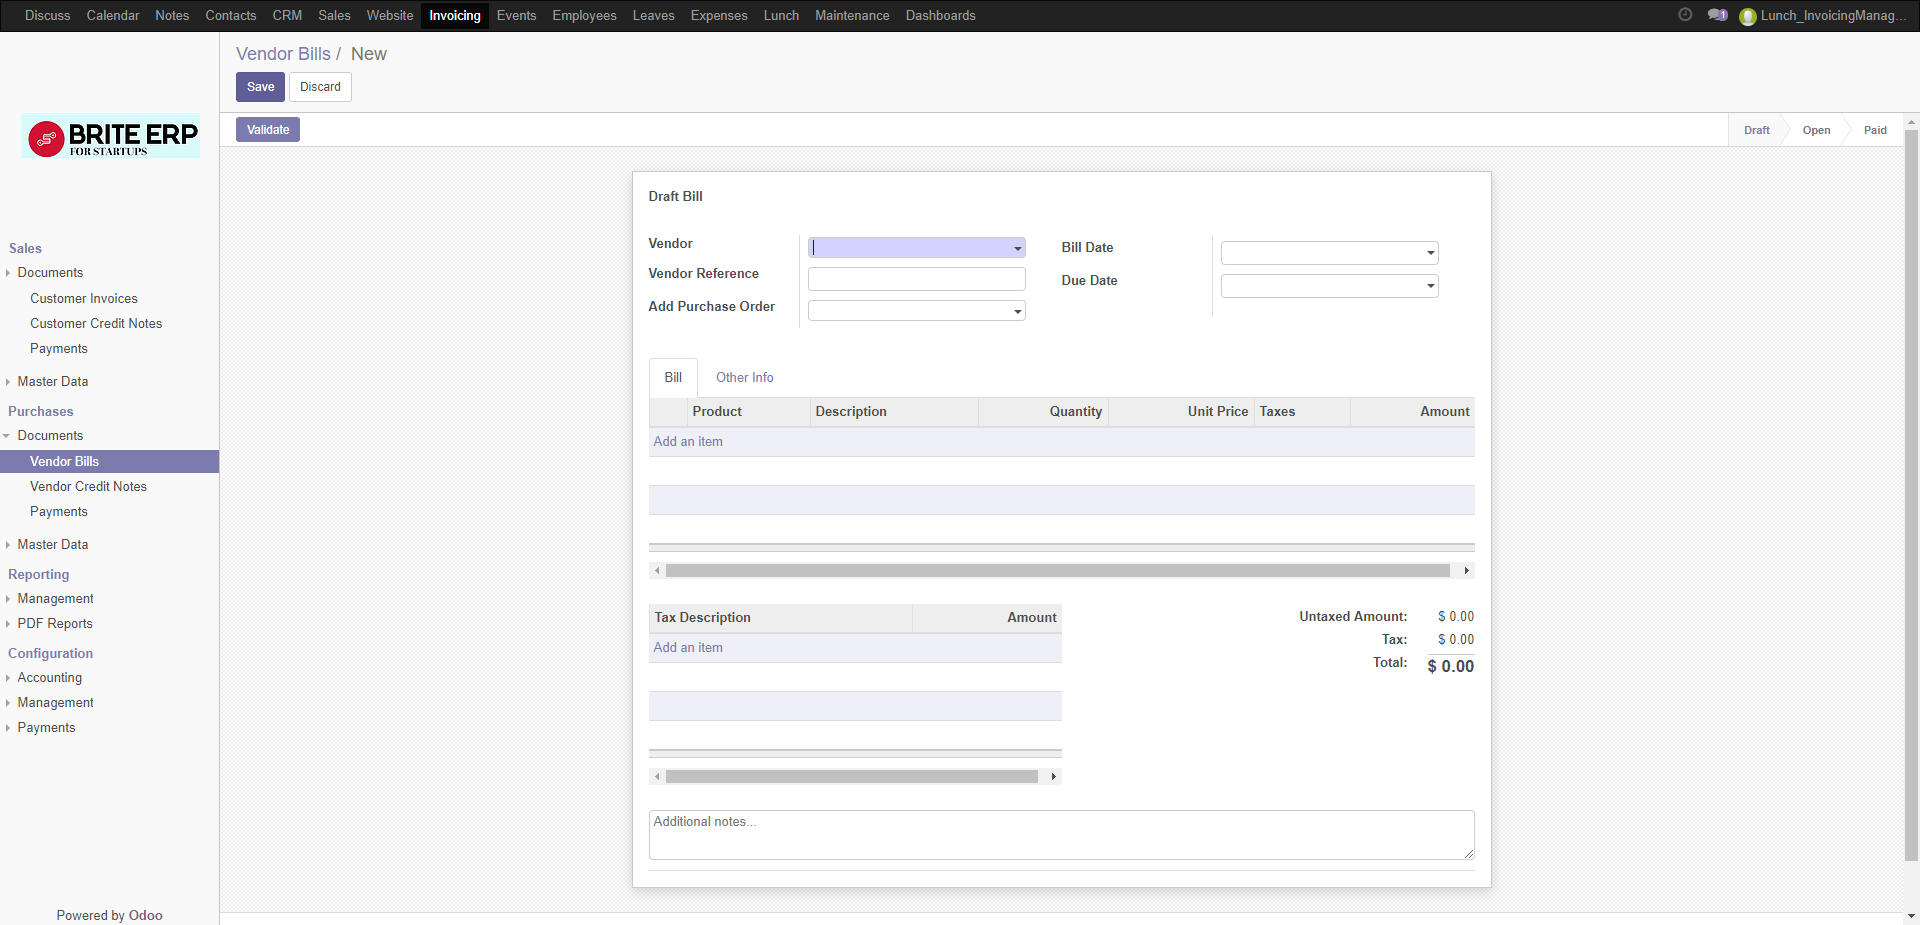 Discuss Calendar Notes Contacts CRM Sales Website Invoicing Events Employees Leaves Expenses Lunch Maintenance Dashboards 1 Lunch_InvoicingManag...
Vendor Bills / New
Save Discard
Validate Draft Open Paid
BRITE ERP
FOR STARTUPS
Sales
Documents
Customer Invoices
Customer Credit Notes
Payments
Master Data
Purchases
Documents
Vendor Bills
Vendor Credit Notes
Payments
Master Data
Reporting
Management
PDF Reports
Configuration
Accounting
Management
Payments
Powered by Odoo
Draft Bill
Vendor
Vendor Reference
Add Purchase Order
Bill Date
Due Date
Bill Other Info
Product Description Quantity Unit Price Taxes Amount
Add an item
Tax Description Amount
Add an item
Untaxed Amount: $ 0.00
Tax: $ 0.00
Total: $ 0.00
Additional notes...